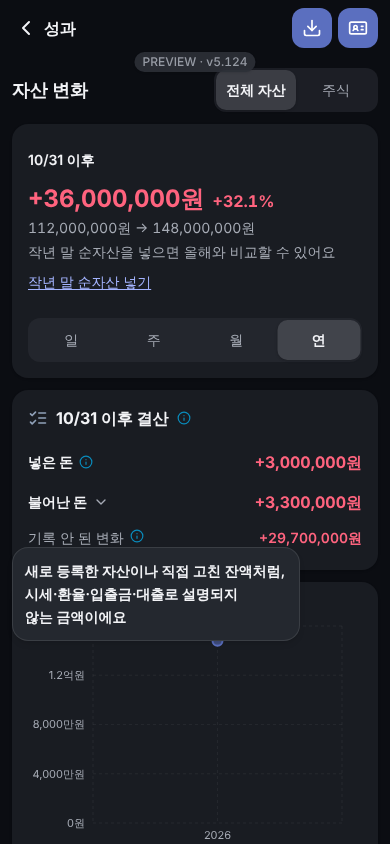 성과
PREVIEW · v5.124
자산 변화
전체 자산
주식
10/31 이후
+36,000,000원 +32.1%
112,000,000원 → 148,000,000원
작년 말 순자산을 넣으면 올해와 비교할 수 있어요
작년 말 순자산 넣기
일
주
월
연
10/31 이후 결산
넣은 돈
+3,000,000원
불어난 돈
+3,300,000원
기록 안 된 변화
+29,700,000원
새로 등록한 자산이나 직접 고친 잔액처럼,
시세·환율·입출금·대출로 설명되지
않는 금액이에요
1.2억원
8,000만원
4,000만원
0원
2026